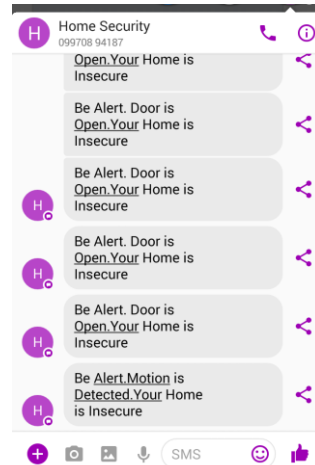 H
Home Security
099708 94187
Open.Your Home is
Insecure
Be Alert. Door is
Open.Your Home is
Insecure
H
Be Alert. Door is
Open.Your Home is
Insecure
H
Be Alert. Door is
Open.Your Home is
Insecure
H
Be Alert. Door is
Open.Your Home is
Insecure
H
Be Alert.Motion is
Detected.Your Home
is Insecure
SMS